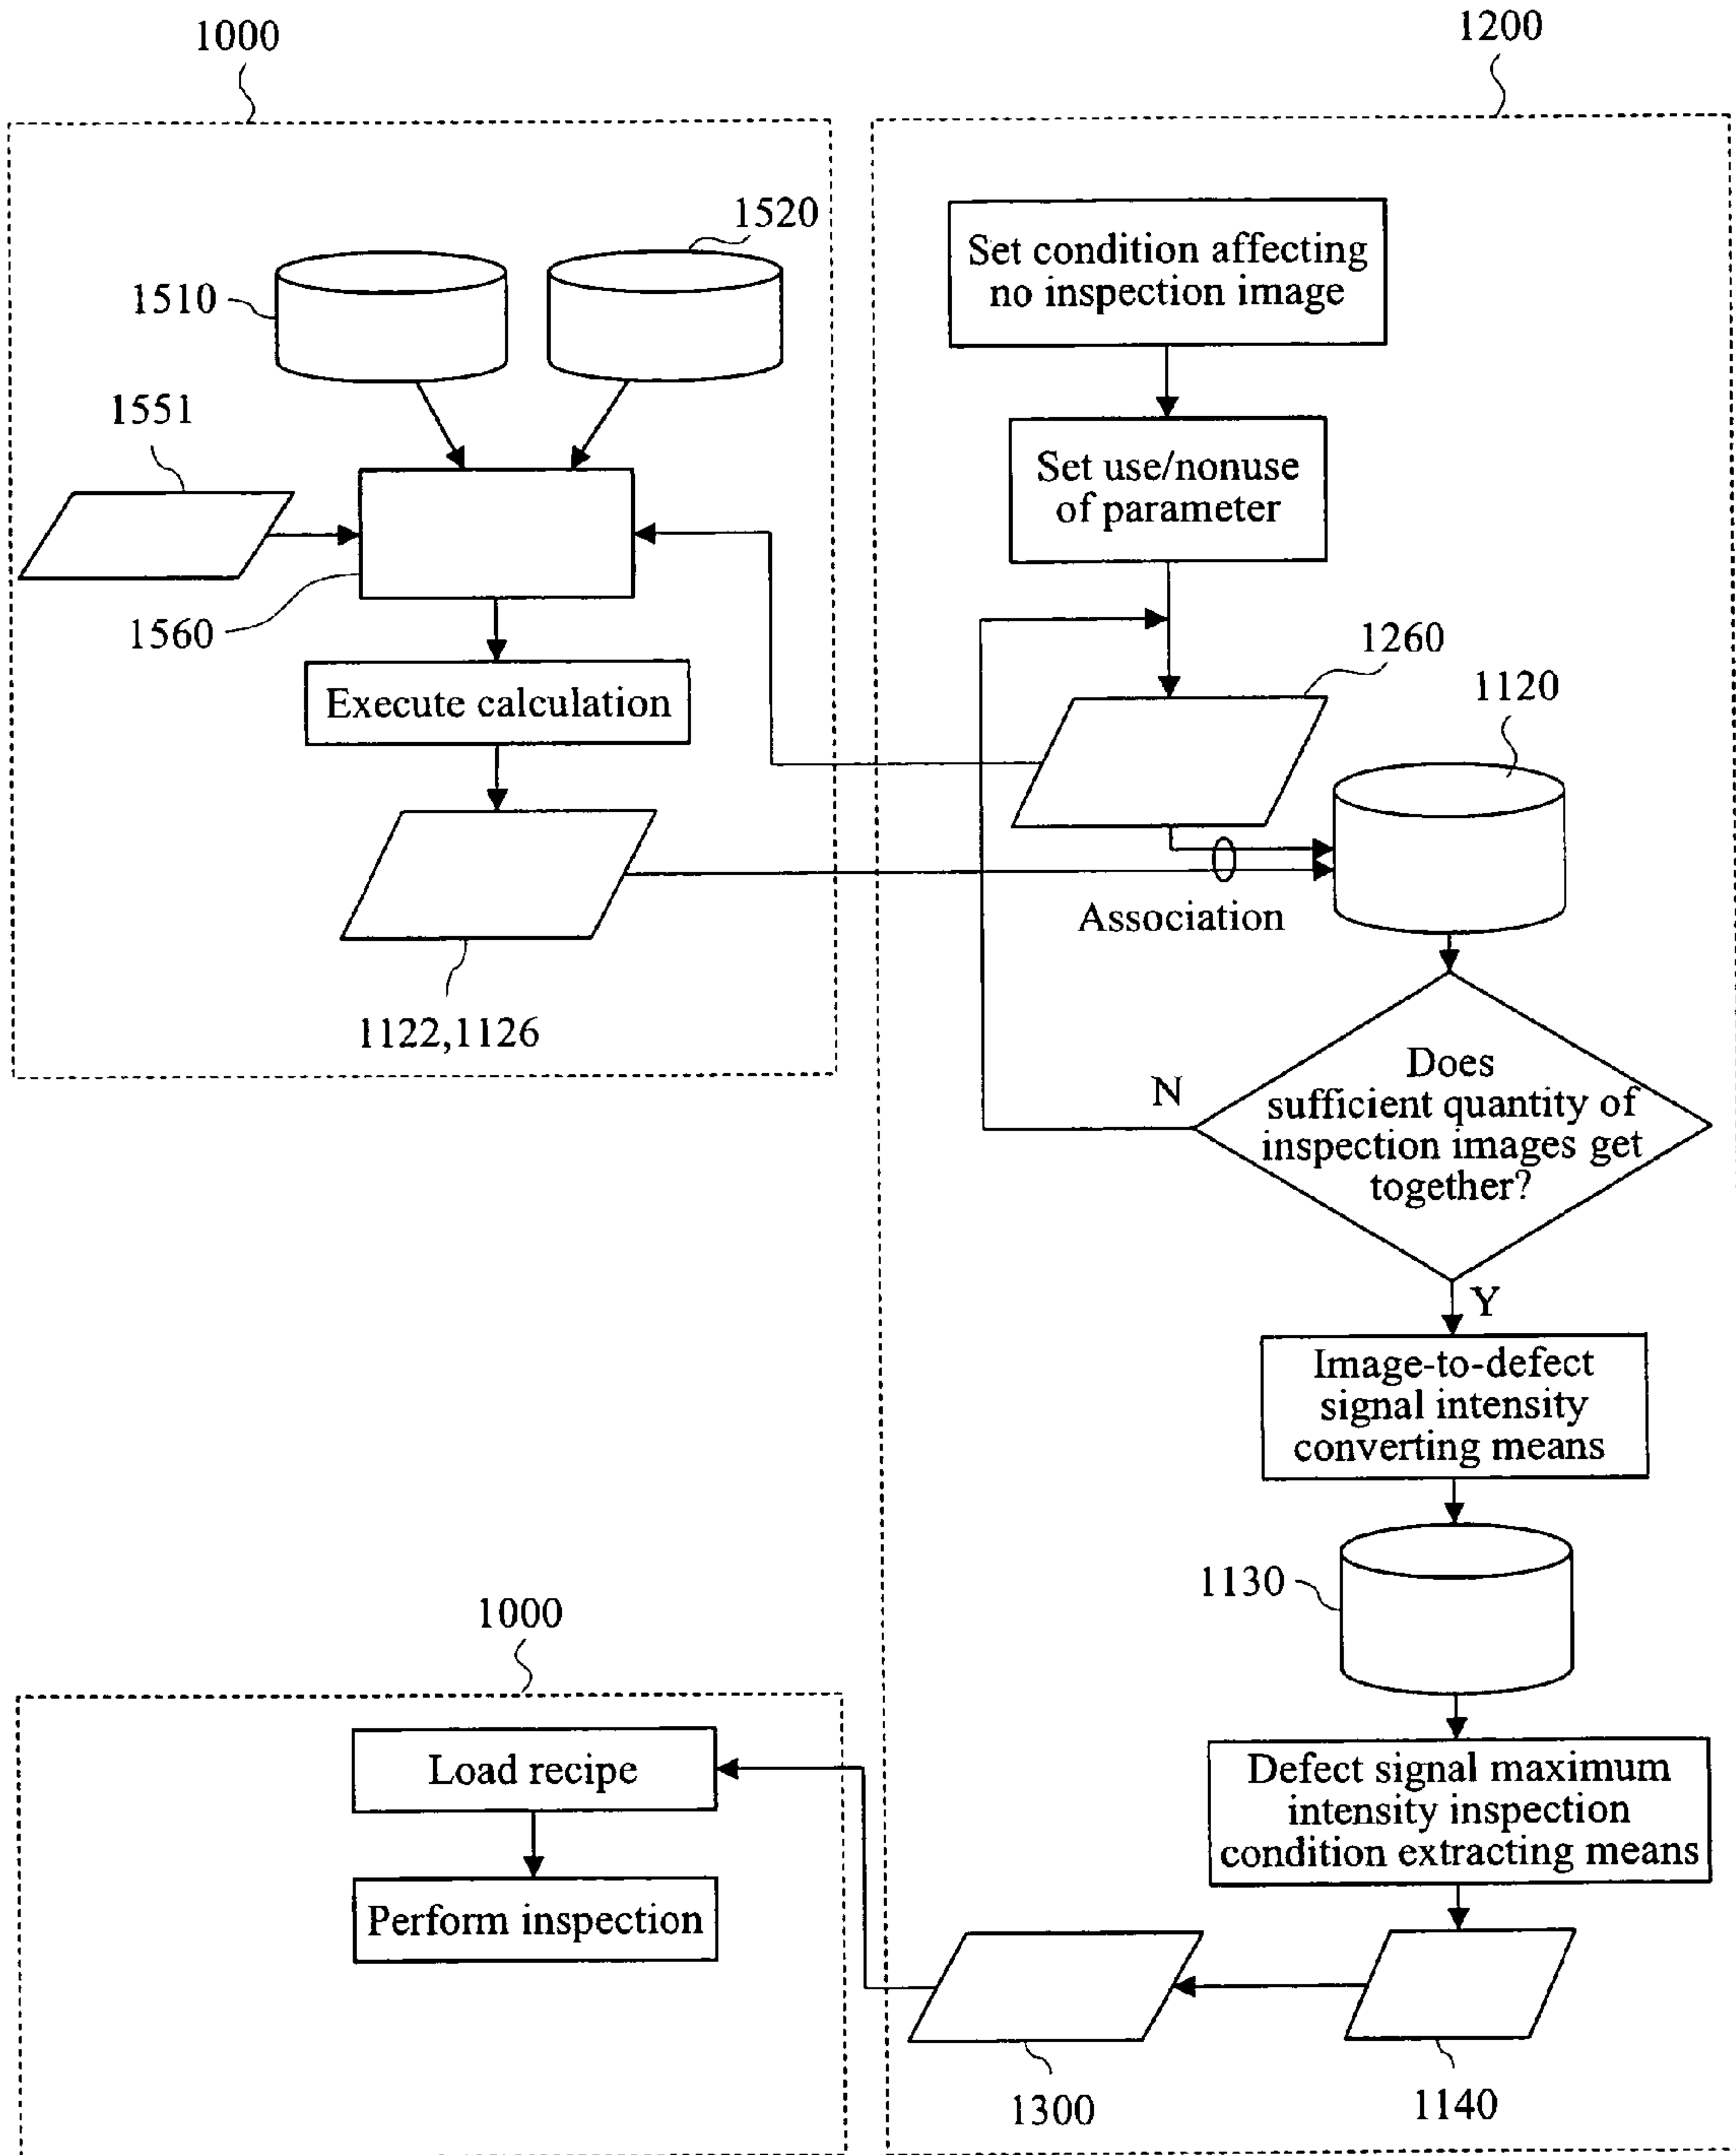 1000
1200
1520
1510
1551
1560
Execute calculation
1122,1126
Set condition affecting
no inspection image
Set use/nonuse
of parameter
1260
1120
Association
Does
sufficient quantity of
inspection images get
together?
N
Y
Image-to-defect
signal intensity
converting means
1130
Defect signal maximum
intensity inspection
condition extracting means
1140
1300
1000
Load recipe
Perform inspection